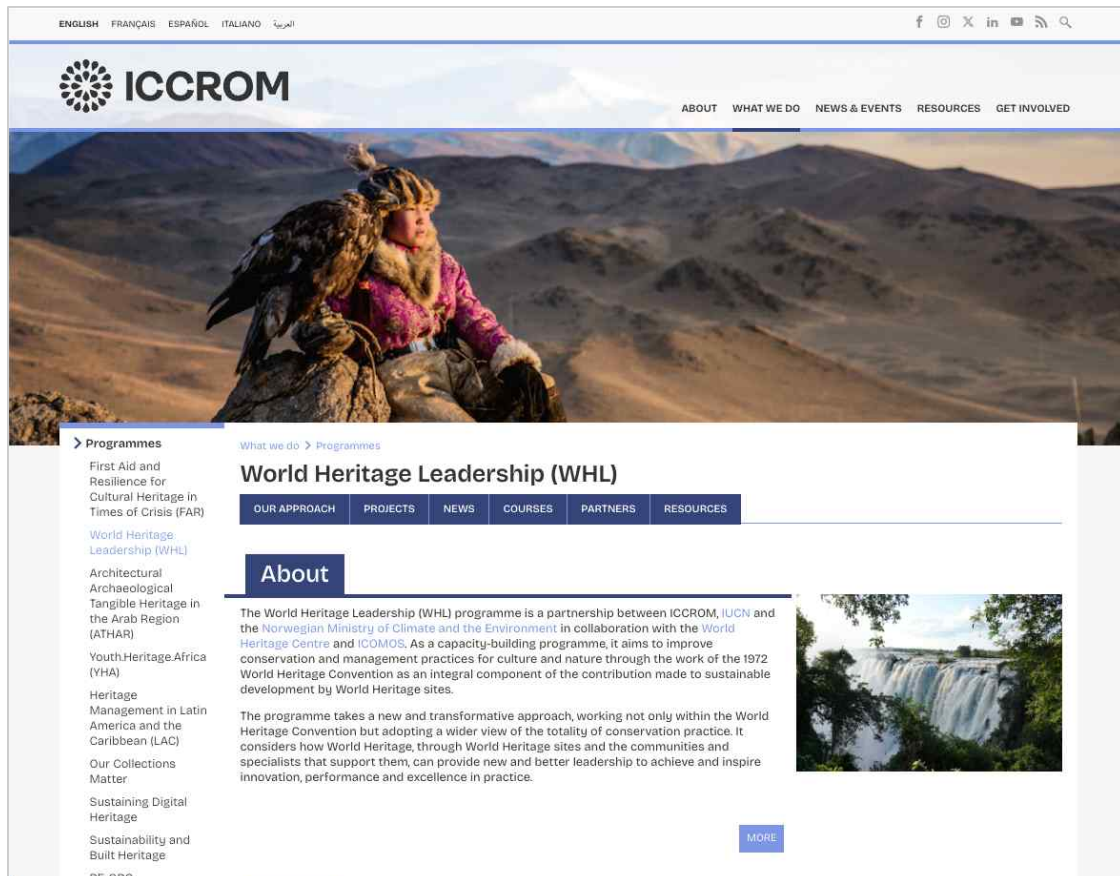 ENGLISH FRANÇAIS ESPAÑOL ITALIANO العربية
ICCROM
ABOUT WHAT WE DO NEWS & EVENTS RESOURCES GET INVOLVED
Programmes
First Aid and
Resilience for
Cultural Heritage in
Times of Crisis (FAR)
World Heritage
Leadership (WHL)
Architectural
Archaeological
Tangible Heritage in
the Arab Region
(ATHAR)
Youth.Heritage.Africa
(YHA)
Heritage
Management in Latin
America and the
Caribbean (LAC)
Our Collections
Matter
Sustaining Digital
Heritage
Sustainability and
Built Heritage
What we do > Programmes
World Heritage Leadership (WHL)
OUR APPROACH PROJECTS NEWS COURSES PARTNERS RESOURCES
About
The World Heritage Leadership (WHL) programme is a partnership between ICCROM, IUCN and
the Norwegian Ministry of Climate and the Environment in collaboration with the World
Heritage Centre and ICOMOS. As a capacity-building programme, it aims to improve
conservation and management practices for culture and nature through the work of the 1972
World Heritage Convention as an integral component of the contribution made to sustainable
development by World Heritage sites.
The programme takes a new and transformative approach, working not only within the World
Heritage Convention but adopting a wider view of the totality of conservation practice. It
considers how World Heritage, through World Heritage sites and the communities and
specialists that support them, can provide new and better leadership to achieve and inspire
innovation, performance and excellence in practice.
MORE